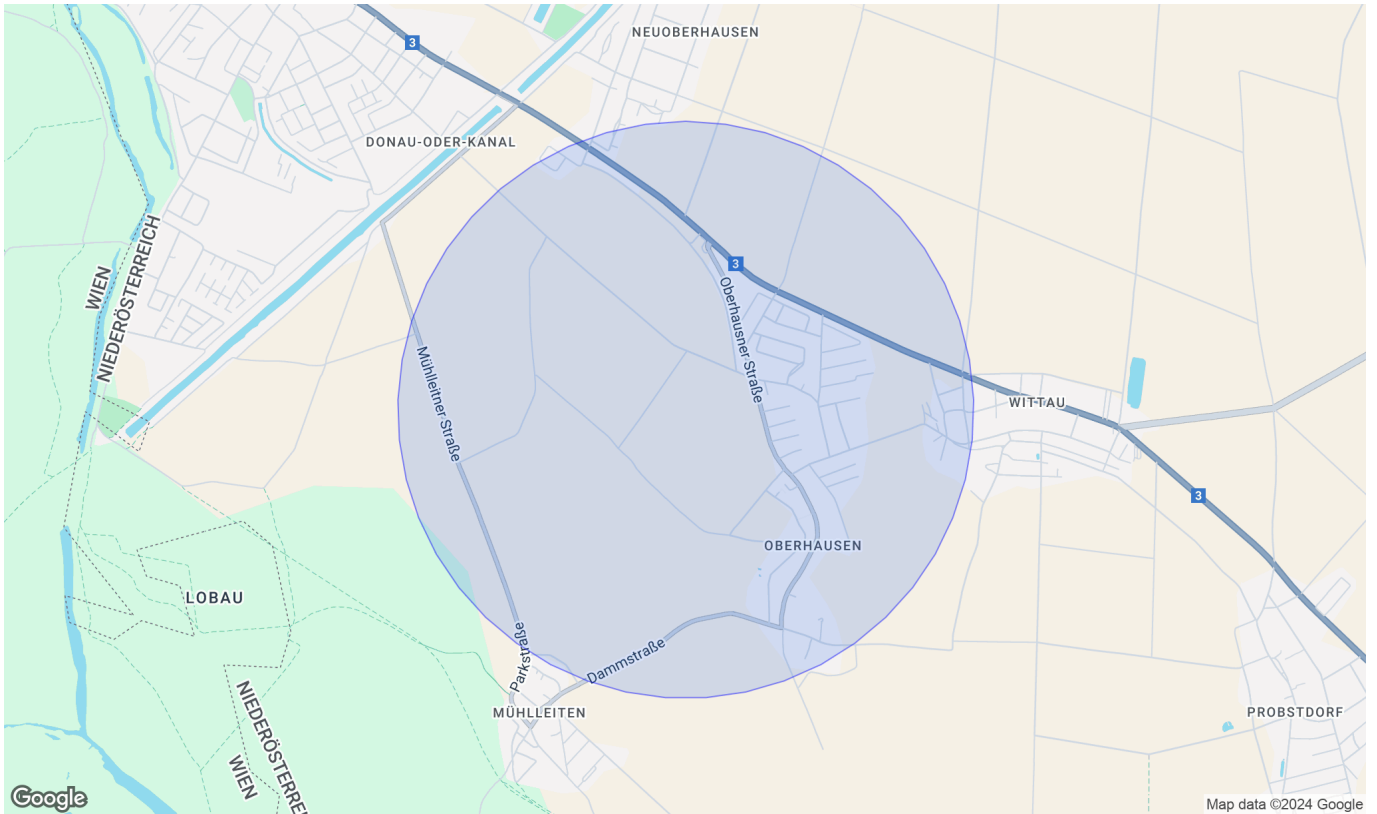 NEUOBERHAUSEN
3
DONAU-ODER-KANAL
WIEN
NIEDERÖSTERREICH
3
Oberhausner Straße
Mühlleitner Straße
WITTAU
3
OBERHAUSEN
LOBAU
Parkstraße
Dammstraße
MÜHLLEITEN
PROBSTDORF
NIEDERÖSTERRE
WIEN
Google
Map data ©2024 Google